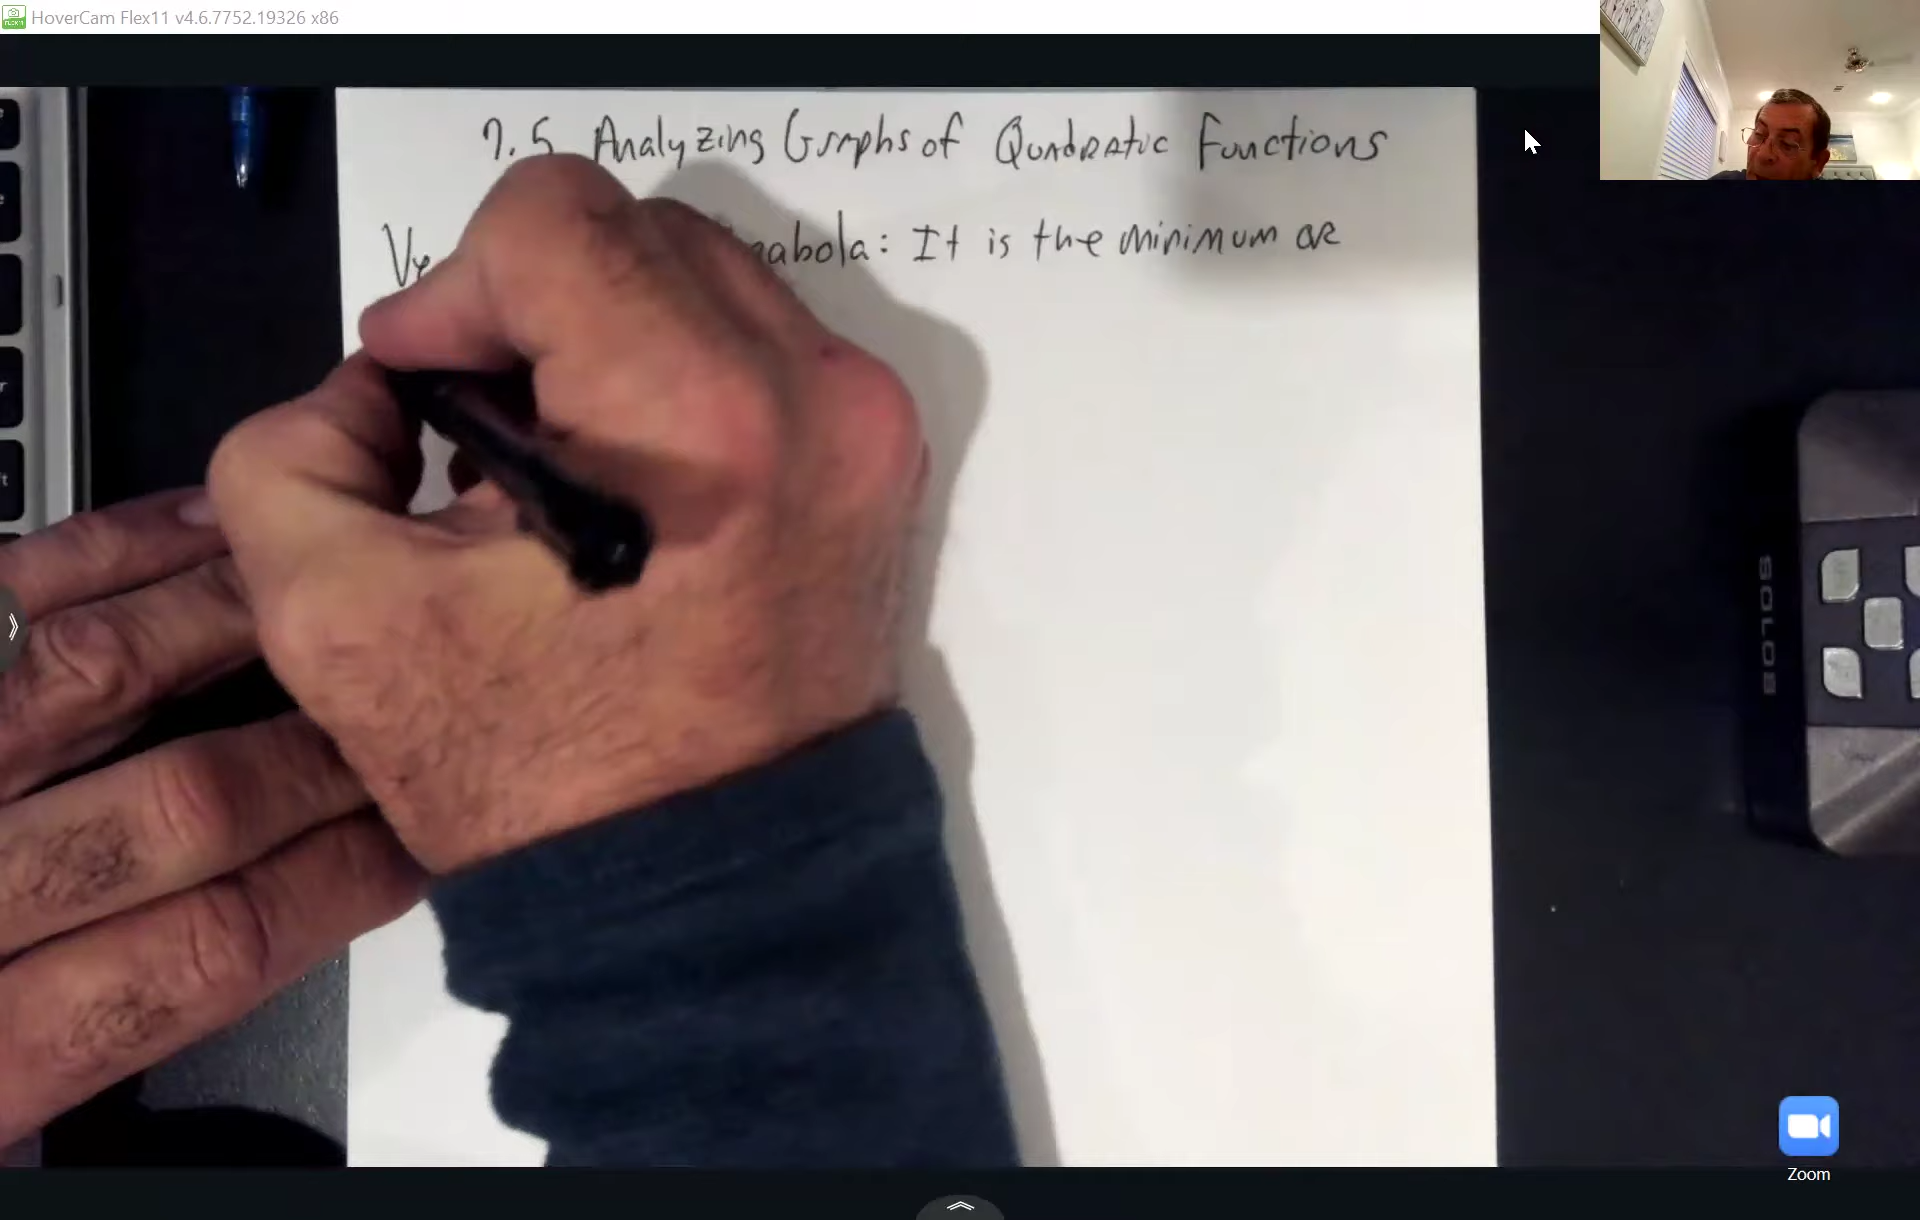 HoverCam Flex11 v4.6.7752.19326 x86
7.5 Analyzing Graphs of Quadratic Functions
abola: It is the minimum or
SOLOS
Zoom